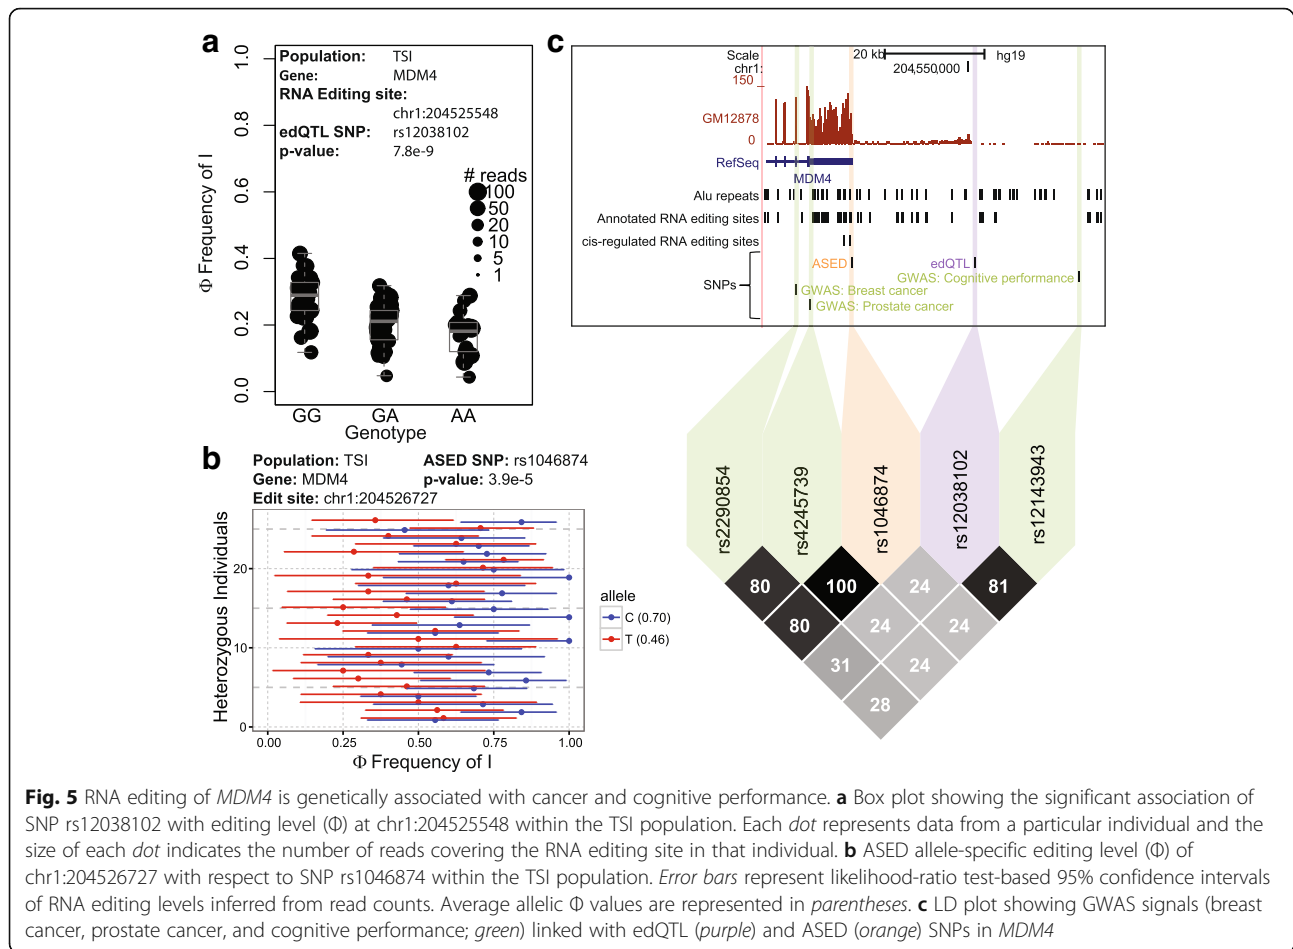 a
Population: TSI
Gene: MDM4
RNA Editing site:
chr1:204525548
edQTL SNP: rs12038102
p-value: 7.8e-9
# reads
100
50
20
10
5
1
Φ Frequency of I
1.0
0.8
0.6
0.4
0.2
0.0
GG GA AA
Genotype
b
Population: TSI ASED SNP: rs1046874
Gene: MDM4 p-value: 3.9e-5
Edit site: chr1:204526727
Heterozygous Individuals
20
10
0
0.00 0.25 0.50 0.75 1.00
Φ Frequency of I
allele
C (0.70)
T (0.46)
c
Scale 20 kb hg19
chr1: 204,550,000
150
GM12878
0
RefSeq
MDM4
Alu repeats
Annotated RNA editing sites
cis-regulated RNA editing sites
ASED edQTL
GWAS: Cognitive performance
SNPs
GWAS: Breast cancer
GWAS: Prostate cancer
rs2290854
rs4245739
rs1046874
rs12038102
rs12143943
80 100 24 81
80 24 24
31 24
28
Fig. 5 RNA editing of MDM4 is genetically associated with cancer and cognitive performance. a Box plot showing the significant association of
SNP rs12038102 with editing level (Φ) at chr1:204525548 within the TSI population. Each dot represents data from a particular individual and the
size of each dot indicates the number of reads covering the RNA editing site in that individual. b ASED allele-specific editing level (Φ) of
chr1:204526727 with respect to SNP rs1046874 within the TSI population. Error bars represent likelihood-ratio test-based 95% confidence intervals
of RNA editing levels inferred from read counts. Average allelic Φ values are represented in parentheses. c LD plot showing GWAS signals (breast
cancer, prostate cancer, and cognitive performance; green) linked with edQTL (purple) and ASED (orange) SNPs in MDM4